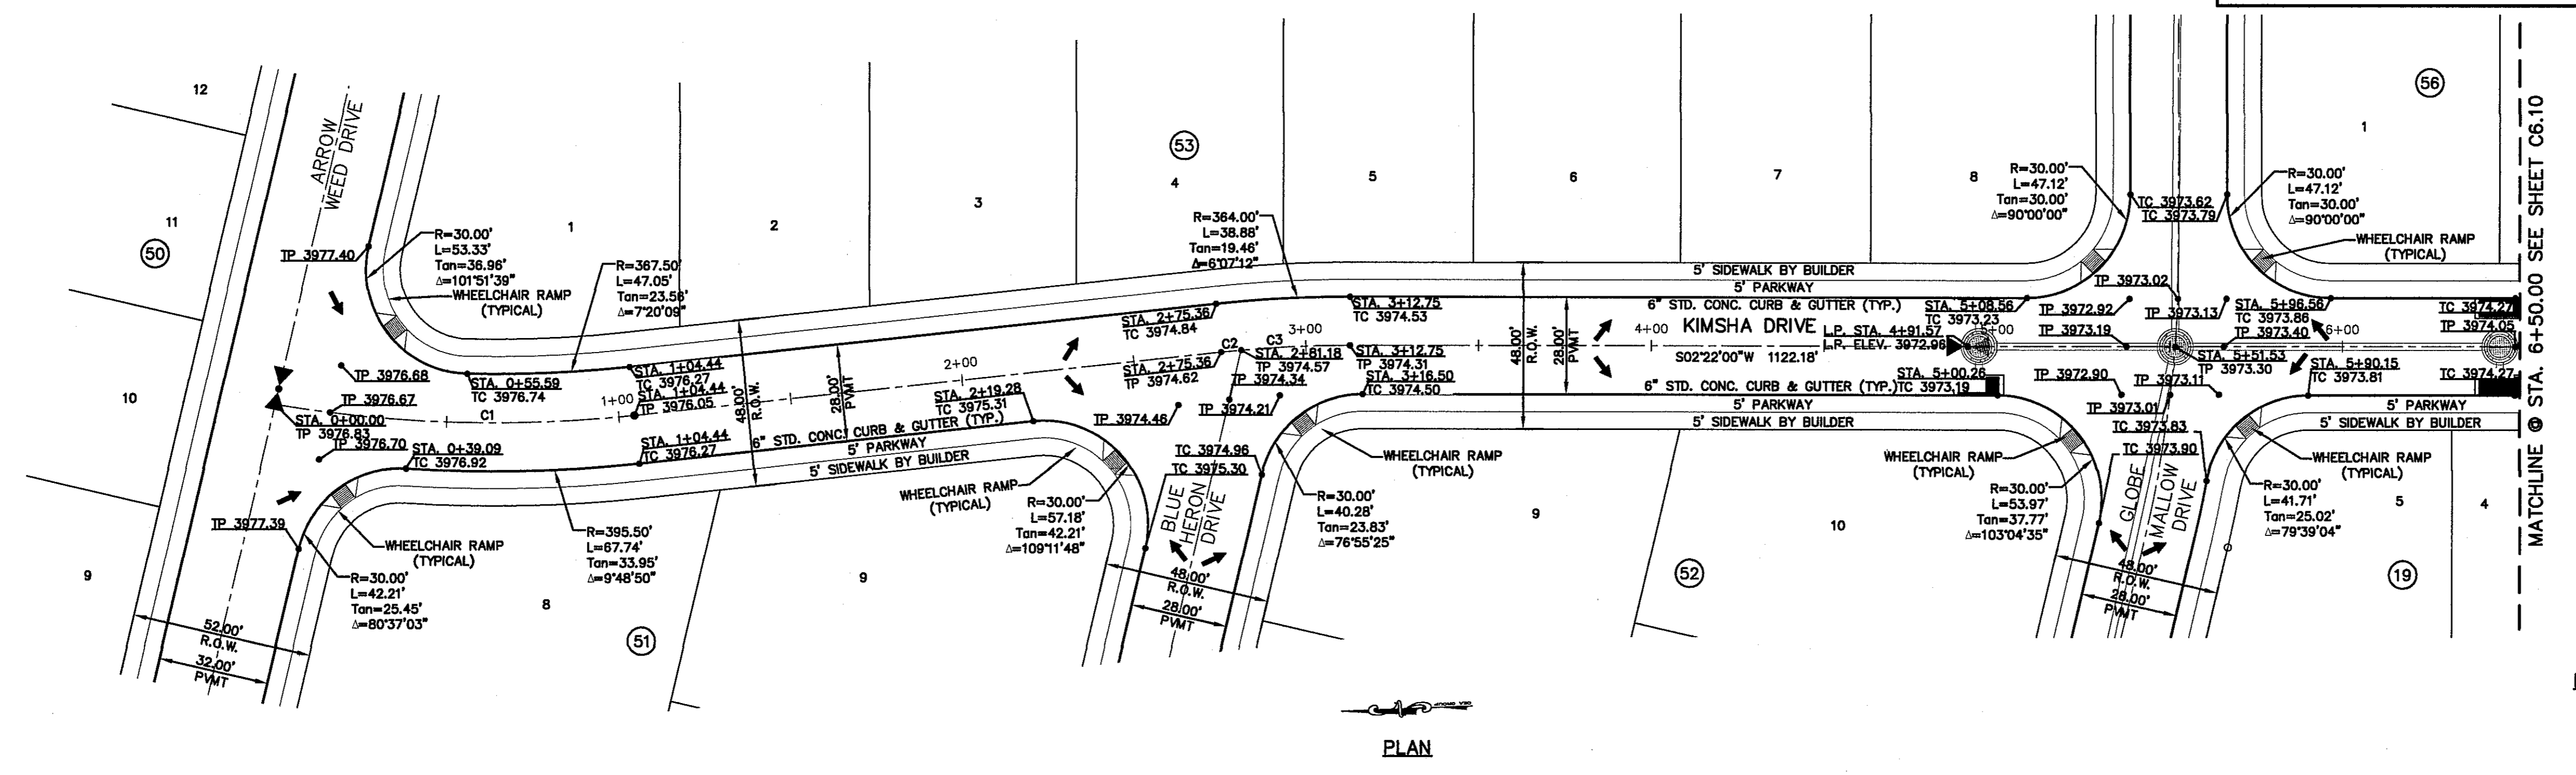 12
11
50
10
9
ARROW
WEED DRIVE
TP 3977.40
R=30.00'
L=53.33'
Tan=36.96'
Δ=101°51'39"
WHEELCHAIR RAMP
(TYPICAL)
1
R=367.50'
L=47.05'
Tan=23.56'
Δ=7°20'09"
2
3
53
4
R=364.00'
L=38.88'
Tan=19.46'
Δ=6°07'12"
5
6
7
8
5' SIDEWALK BY BUILDER
5' PARKWAY
6" STD. CONC. CURB & GUTTER (TYP.)
R=30.00'
L=47.12'
Tan=30.00'
Δ=90°00'00"
TC 3973.62
TC 3973.79
R=30.00'
L=47.12'
Tan=30.00'
Δ=90°00'00"
WHEELCHAIR RAMP
(TYPICAL)
56
1
MATCHLINE @ STA. 6+50.00 SEE SHEET C6.10
TP 3976.68
TP 3976.67
STA. 0+00.00
TP 3976.83
TP 3976.70
STA. 0+39.09
TC 3976.92
STA. 0+55.59
TC 3976.74
C1
1+00
STA. 1+04.44
TC 3976.27
STA. 1+04.44
TP 3976.05
STA. 1+04.44
TC 3976.27
48.00'
R.O.W.
28.00'
PVMT
2+00
STA. 2+19.28
TC 3975.31
6" STD. CONC. CURB & GUTTER (TYP.)
5' PARKWAY
5' SIDEWALK BY BUILDER
STA. 2+75.36
TC 3974.84
STA. 2+75.36
TP 3974.62
C2
C3
STA. 2+81.18
TP 3974.57
TP 3974.34
TP 3974.46
TP 3974.21
3+00
STA. 3+12.75
TC 3974.53
STA. 3+12.75
TP 3974.31
STA. 3+16.50
TC 3974.50
48.00'
R.O.W.
28.00'
PVMT
4+00
KIMSHA DRIVE
S02°22'00"W 1122.18'
L.P. STA. 4+91.57
L.P. ELEV. 3972.96
6" STD. CONC. CURB & GUTTER (TYP.)
5' PARKWAY
5' SIDEWALK BY BUILDER
STA. 5+08.56
TC 3973.23
STA. 5+00.26
TC 3973.19
TP 3973.02
TP 3972.92
TP 3973.19
TP 3972.90
TP 3973.13
TP 3973.11
TP 3973.01
TC 3973.83
TC 3973.90
STA. 5+96.56
TC 3973.86
TP 3973.40
6+00
STA. 5+51.53
TP 3973.30
STA. 5+90.15
TC 3973.81
TC 3974.27
TP 3974.05
TC 3974.27
5' PARKWAY
5' SIDEWALK BY BUILDER
TP 3977.39
WHEELCHAIR RAMP
(TYPICAL)
R=30.00'
L=42.21'
Tan=25.45'
Δ=80°37'03"
52.00'
R.O.W.
32.00'
PVMT
R=395.50'
L=67.74'
Tan=33.95'
Δ=9°48'50"
8
51
9
WHEELCHAIR RAMP
(TYPICAL)
R=30.00'
L=57.18'
Tan=42.21'
Δ=109°11'48"
TC 3974.96
TC 3975.30
BLUE
HERON
DRIVE
48.00'
R.O.W.
28.00'
PVMT
R=30.00'
L=40.28'
Tan=23.83'
Δ=76°55'25"
WHEELCHAIR RAMP
(TYPICAL)
9
52
10
WHEELCHAIR RAMP
(TYPICAL)
R=30.00'
L=53.97'
Tan=37.77'
Δ=103°04'35"
GLOBE
MALLOW
DRIVE
48.00'
R.O.W.
28.00'
PVMT
R=30.00'
L=41.71'
Tan=25.02'
Δ=79°39'04"
WHEELCHAIR RAMP
(TYPICAL)
5
4
19
PLAN